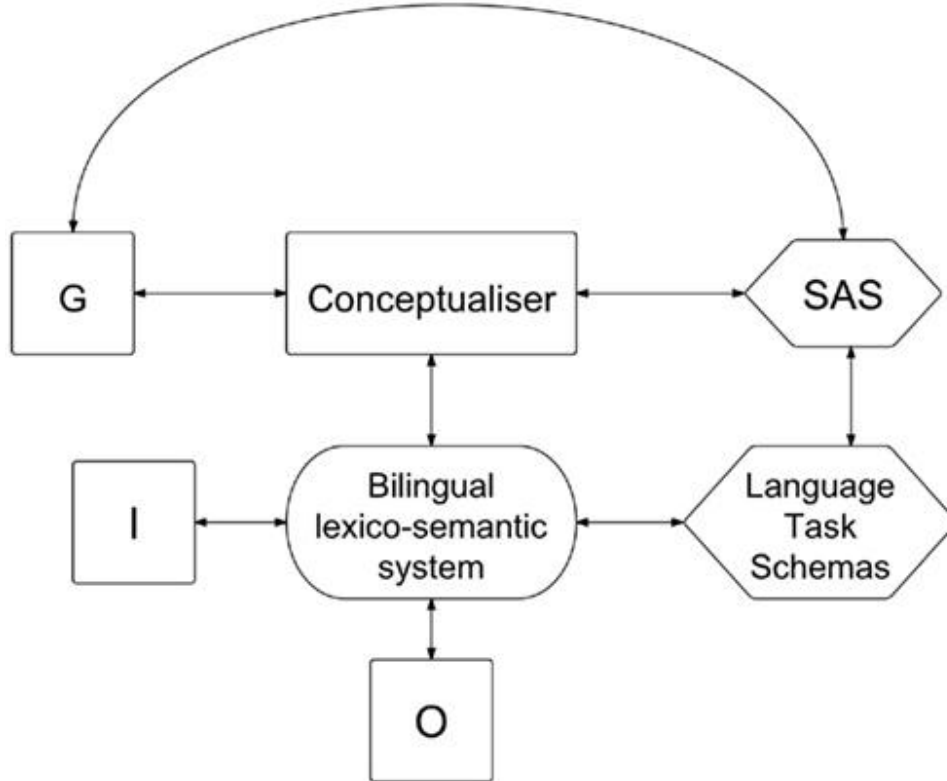 G
Conceptualiser
SAS
I
Bilingual
lexico-semantic
system
Language
Task
Schemas
O